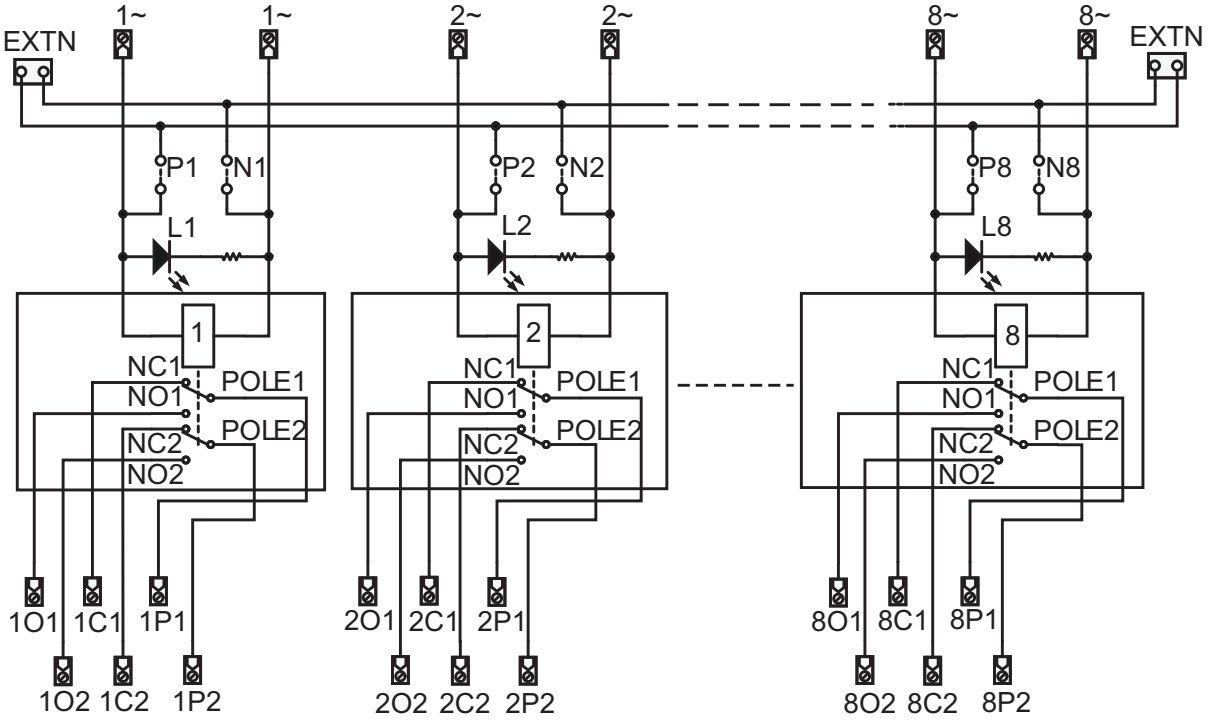 1~ 1~ 2~ 2~ 8~ 8~
EXTN EXTN
P1 N1 P2 N2 P8 N8
L1 L2 L8
1 2 8
NC1 POLE1 NC1 POLE1 NC1 POLE1
NO1 NO1 NO1
POLE2 POLE2 POLE2
NC2 NC2 NC2
NO2 NO2 NO2
1O1 1C1 1P1 2O1 2C1 2P1 8O1 8C1 8P1
1O2 1C2 1P2 2O2 2C2 2P2 8O2 8C2 8P2